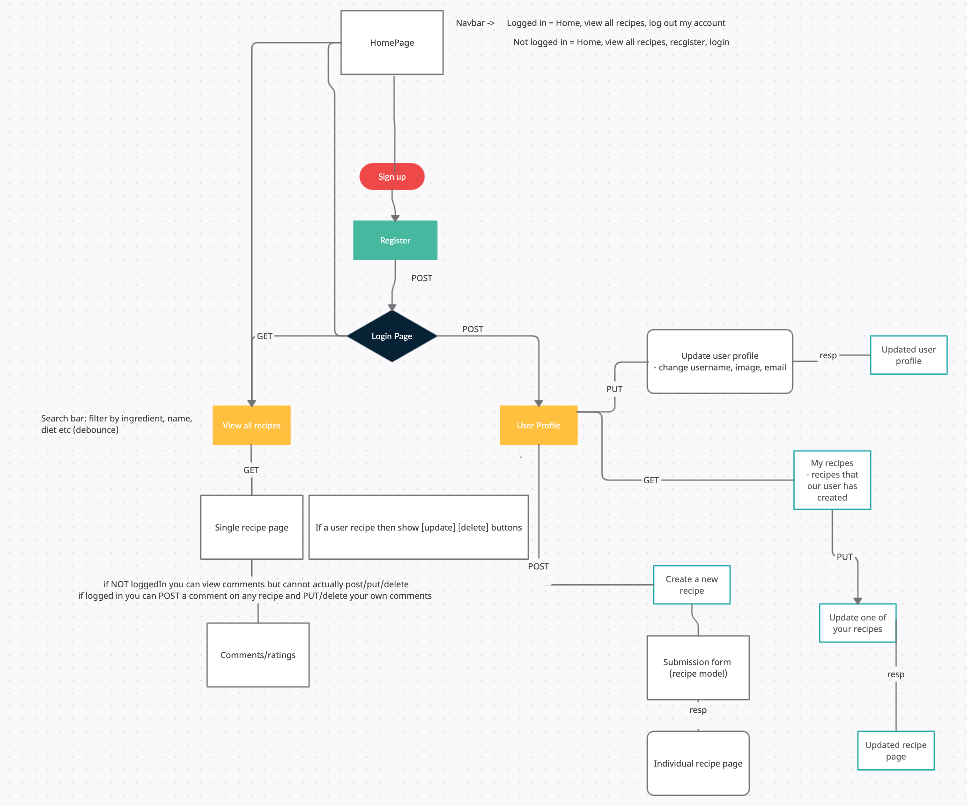 HomePage
Navbar -> Logged in = Home, view all recipes, log out my account
Not logged in = Home, view all recipes, recgister, login
Sign up
Register
POST
Login Page
GET
POST
Update user profile
- change username, image, email
resp
Updated user
profile
PUT
Search bar: filter by ingredient, name,
diet etc (debounce)
View all recipes
User Profile
GET
GET
My recipes
- recipes that
our user has
created
Single recipe page
If a user recipe then show [update] [delete] buttons
PUT
POST
if NOT loggedIn you can view comments but cannot actually post/put/delete
if logged in you can POST a comment on any recipe and PUT/delete your own comments
Create a new
recipe
Update one of
your recipes
Comments/ratings
Submission form
(recipe model)
resp
resp
Individual recipe page
Updated recipe
page